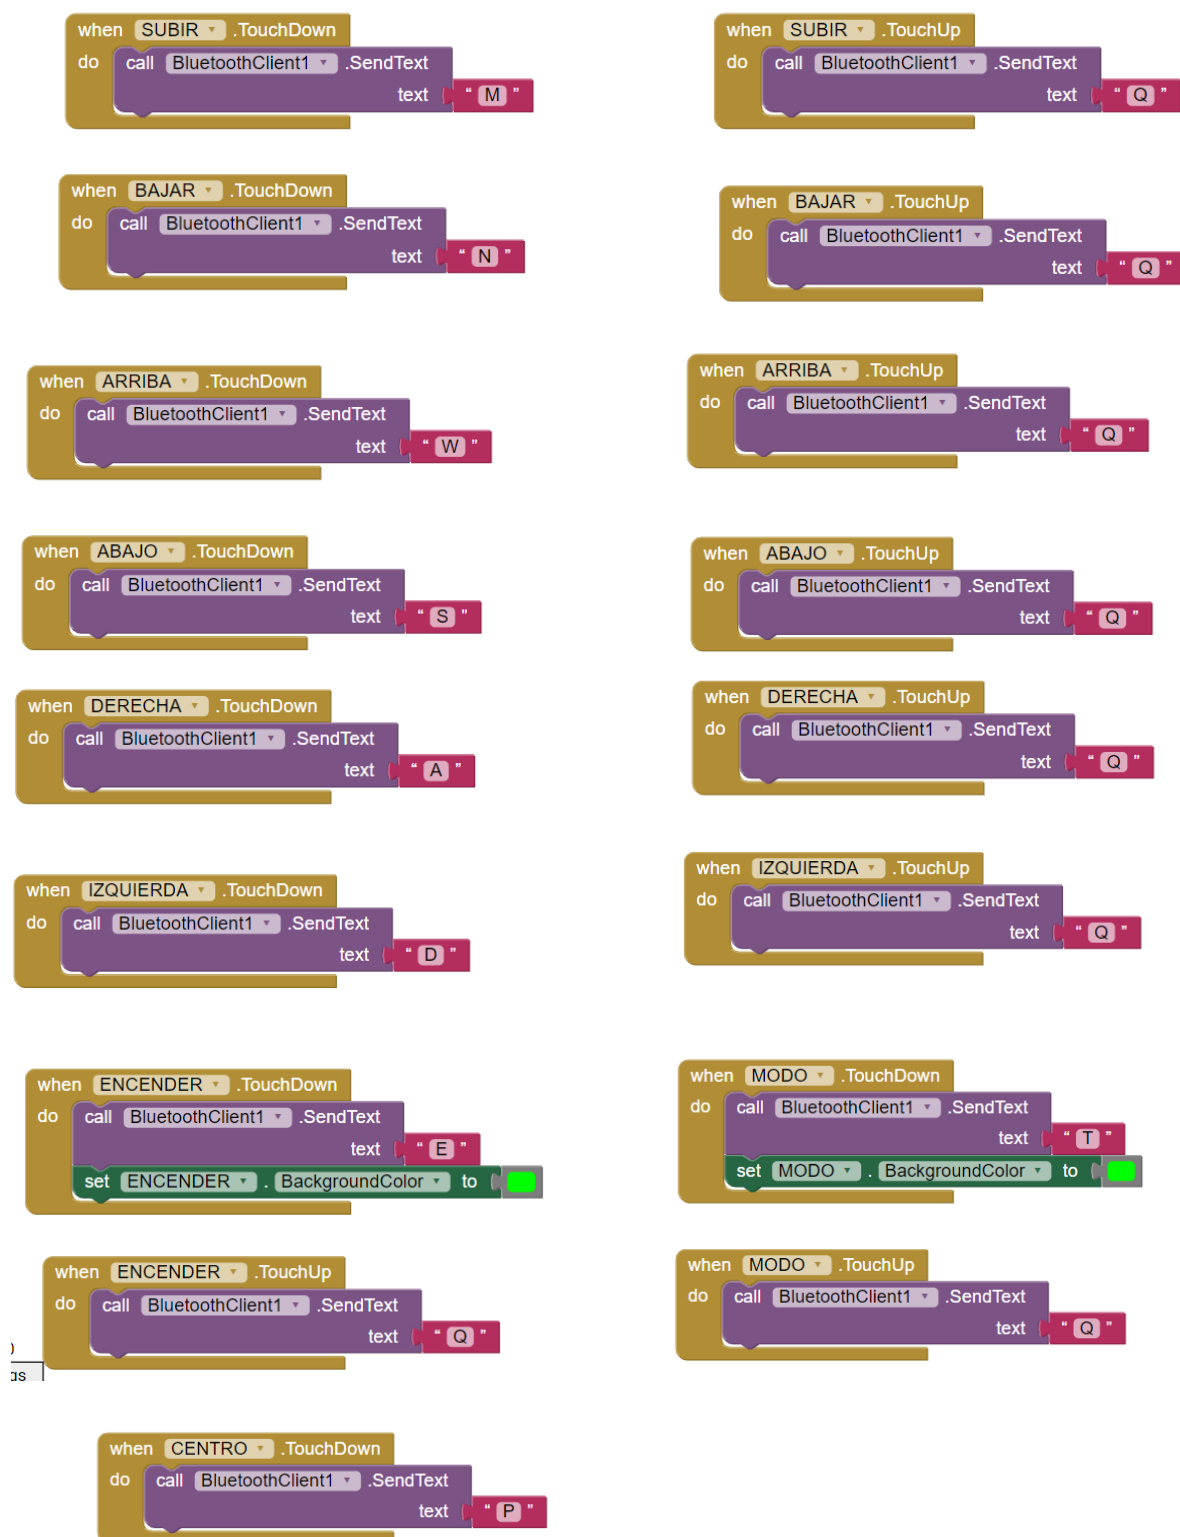 when SUBIR .TouchDown
do call BluetoothClient1 .SendText
text " M "
when SUBIR .TouchUp
do call BluetoothClient1 .SendText
text " Q "
when BAJAR .TouchDown
do call BluetoothClient1 .SendText
text " N "
when BAJAR .TouchUp
do call BluetoothClient1 .SendText
text " Q "
when ARRIBA .TouchDown
do call BluetoothClient1 .SendText
text " W "
when ARRIBA .TouchUp
do call BluetoothClient1 .SendText
text " Q "
when ABAJO .TouchDown
do call BluetoothClient1 .SendText
text " S "
when ABAJO .TouchUp
do call BluetoothClient1 .SendText
text " Q "
when DERECHA .TouchDown
do call BluetoothClient1 .SendText
text " A "
when DERECHA .TouchUp
do call BluetoothClient1 .SendText
text " Q "
when IZQUIERDA .TouchDown
do call BluetoothClient1 .SendText
text " D "
when IZQUIERDA .TouchUp
do call BluetoothClient1 .SendText
text " Q "
when ENCENDER .TouchDown
do call BluetoothClient1 .SendText
text " E "
set ENCENDER . BackgroundColor to
when MODO .TouchDown
do call BluetoothClient1 .SendText
text " T "
set MODO . BackgroundColor to
when ENCENDER .TouchUp
do call BluetoothClient1 .SendText
text " Q "
when MODO .TouchUp
do call BluetoothClient1 .SendText
text " Q "
when CENTRO .TouchDown
do call BluetoothClient1 .SendText
text " P "